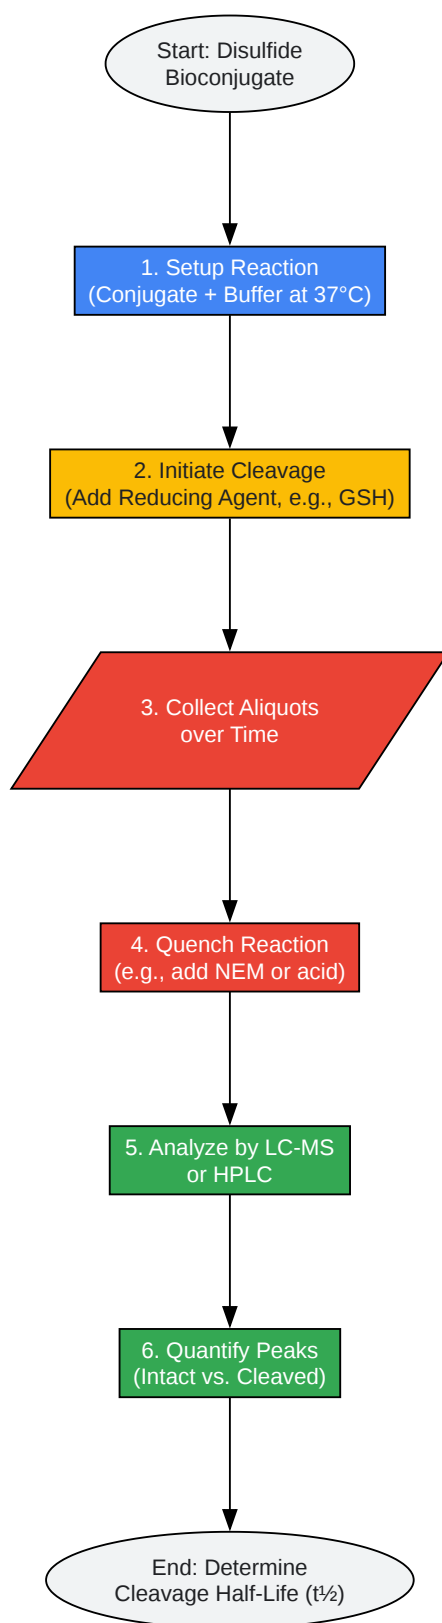 Start: Disulfide
Bioconjugate
1. Setup Reaction
(Conjugate + Buffer at 37°C)
2. Initiate Cleavage
(Add Reducing Agent, e.g., GSH)
3. Collect Aliquots
over Time
4. Quench Reaction
(e.g., add NEM or acid)
5. Analyze by LC-MS
or HPLC
6. Quantify Peaks
(Intact vs. Cleaved)
End: Determine
Cleavage Half-Life (t½)